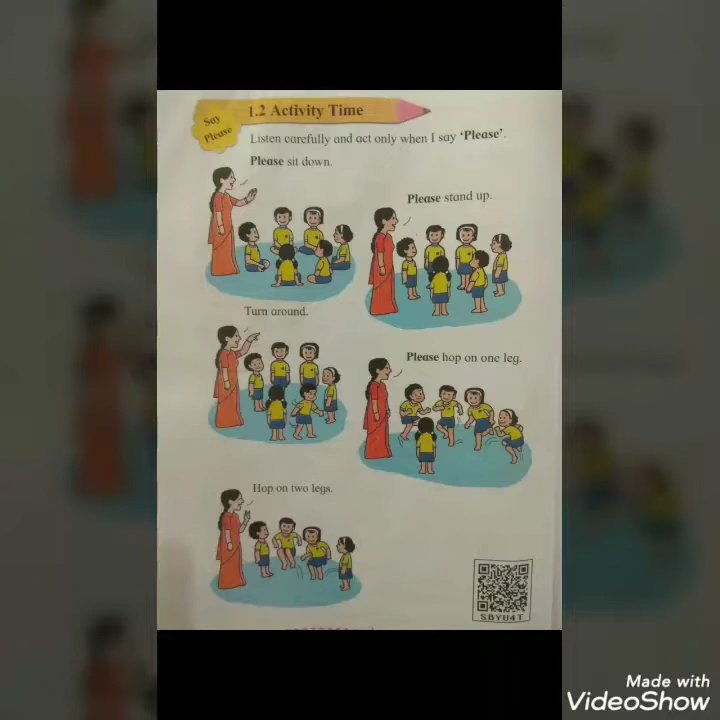 Say
Please
1.2 Activity Time
Listen carefully and act only when I say ‘Please’.
Please sit down.
Please stand up.
Turn around.
Please hop on one leg.
Hop on two legs.
SBYU4T
Made with
VideoShow